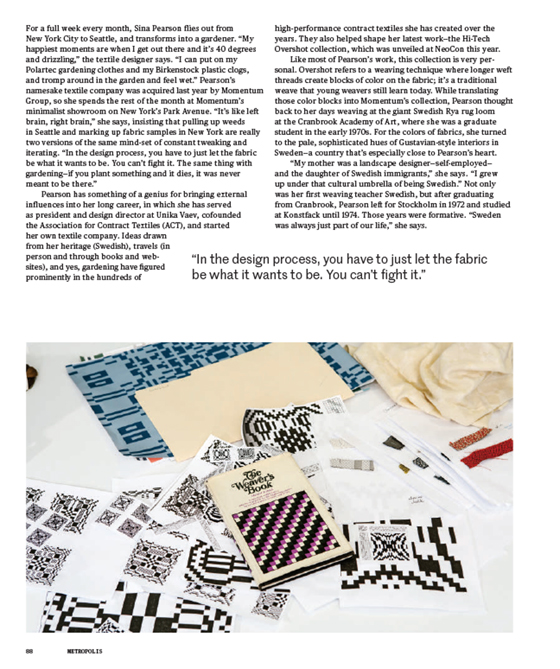 For a full week every month, Sina Pearson flies out from
New York City to Seattle, and transforms into a gardener. "My
happiest moments are when I get out there and it's 40 degrees
and drizzling," the textile designer says. "I can put on my
Polartec gardening clothes and my Birkenstock plastic clogs,
and tromp around in the garden and feel wet." Pearson's
namesake textile company was acquired last year by Momentum
Group, so she spends the rest of the month at Momentum's
minimalist showroom on New York's Park Avenue. "It's like left
brain, right brain," she says, insisting that pulling up weeds
in Seattle and marking up fabric samples in New York are really
two versions of the same mind-set of constant tweaking and
iterating. "In the design process, you have to just let the fabric
be what it wants to be. You can't fight it. The same thing with
gardening—if you plant something and it dies, it was never
meant to be there."
Pearson has something of a genius for bringing external
influences into her long career, in which she has served
as president and design director at Unika Vaev, cofounded
the Association for Contract Textiles (ACT), and started
her own textile company. Ideas drawn
from her heritage (Swedish), travels (in
person and through books and web-
sites), and yes, gardening have figured
prominently in the hundreds of
high-performance contract textiles she has created over the
years. They also helped shape her latest work—the Hi-Tech
Overshot collection, which was unveiled at NeoCon this year.
Like most of Pearson's work, this collection is very per-
sonal. Overshot refers to a weaving technique where longer weft
threads create blocks of color on the fabric; it's a traditional
weave that young weavers still learn today. While translating
those color blocks into Momentum's collection, Pearson thought
back to her days weaving at the giant Swedish Rya rug loom
at the Cranbrook Academy of Art, where she was a graduate
student in the early 1970s. For the colors of fabrics, she turned
to the pale, sophisticated hues of Gustavian-style interiors in
Sweden—a country that's especially close to Pearson's heart.
"My mother was a landscape designer—self-employed—
and the daughter of Swedish immigrants," she says. "I grew
up under that cultural umbrella of being Swedish." Not only
was her first weaving teacher Swedish, but after graduating
from Cranbrook, Pearson left for Stockholm in 1972 and studied
at Konstfack until 1974. Those years were formative. "Sweden
was always just part of our life," she says.
"In the design process, you have to just let the fabric
be what it wants to be. You can't fight it."
The
Weaver's
Book
88 METROPOLIS